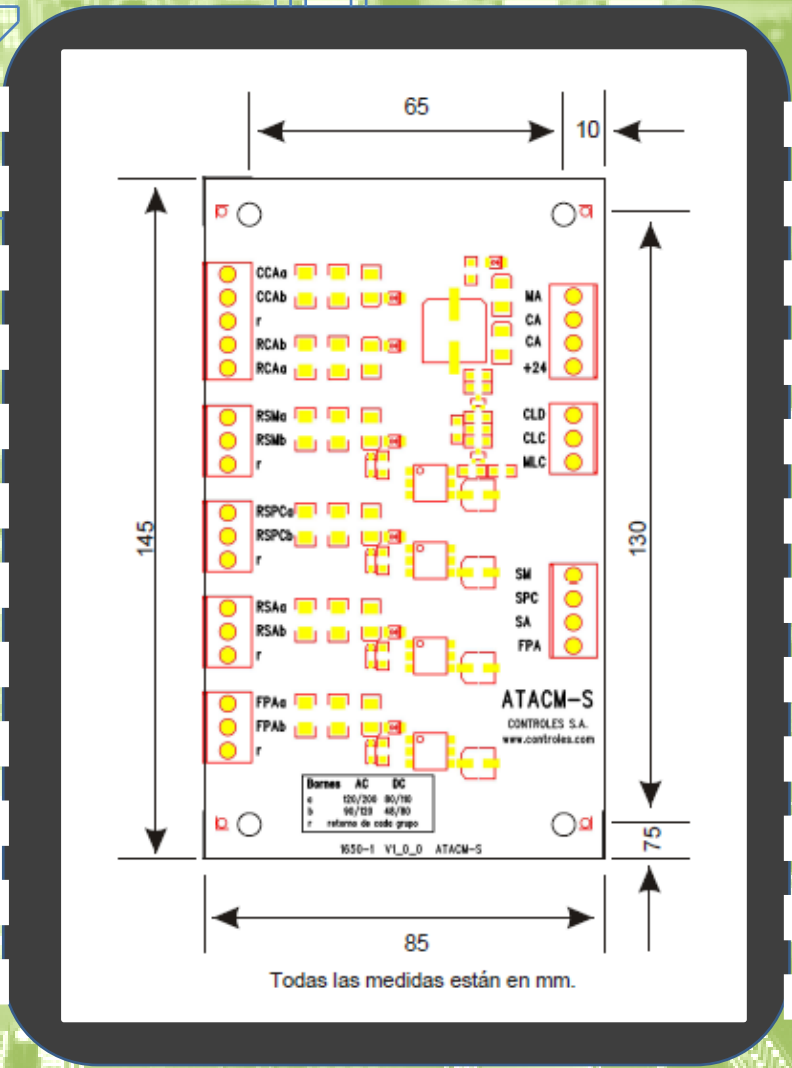 65
10
CCAa
CCAb
r
RCAb
RCAa
MA
CA
CA
+24
RSMa
RSMb
r
CLD
CLC
MLC
145
130
RSPCa
RSPCb
r
SM
SPC
SA
FPA
RSAa
RSAb
r
FPAa
FPAb
r
ATACM-S
CONTROLES S.A.
www.controles.com
Bornes AC DC
a 120/200 80/110
b 90/120 48/80
r retorno de cada grupo
75
1650-1 V1_0_0 ATACM-S
85
Todas las medidas están en mm.